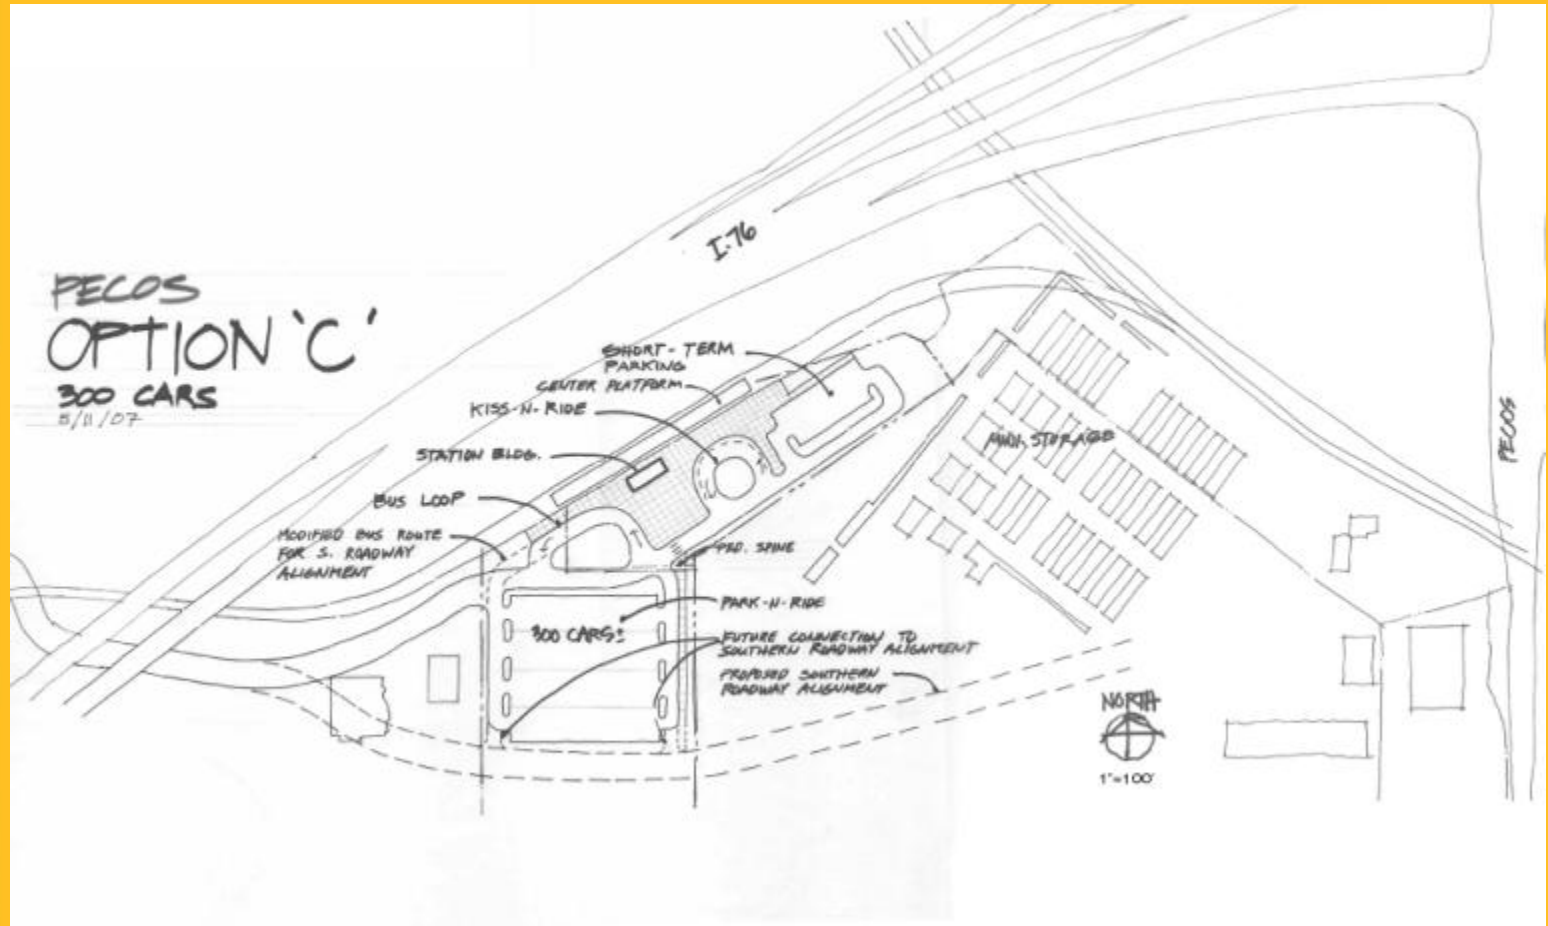 PECOS
OPTION 'C'
300 CARS
5/11/07
I-76
SHORT-TERM
PARKING
CENTER PLATFORM
KISS-N-RIDE
STATION BLDG.
BUS LOOP
MODIFIED BUS ROUTE
FOR S. ROADWAY
ALIGNMENT
MINI STORAGE
PECOS
PED. SPINE
PARK-N-RIDE
300 CARS±
FUTURE CONNECTION TO
SOUTHERN ROADWAY ALIGNMENT
PROPOSED SOUTHERN
ROADWAY ALIGNMENT
NORTH
1"=100'